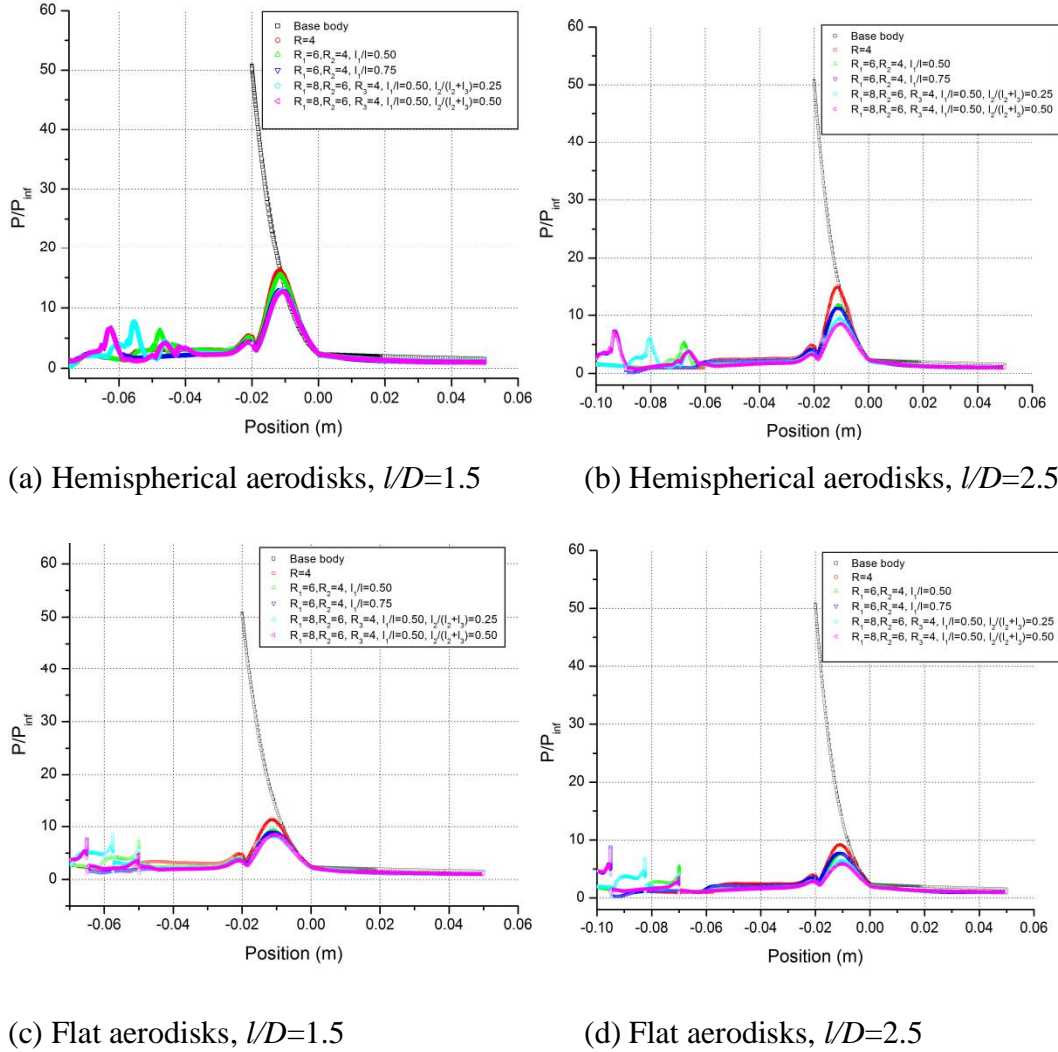 60
50
40
30
20
10
0
P/P_inf
Base body
R=4
R_1=6,R_2=4, l_1/l=0.50
R_1=6,R_2=4, l_1/l=0.75
R_1=8,R_2=6, R_3=4, l_1/l=0.50, l_2/(l_2+l_3)=0.25
R_1=8,R_2=6, R_3=4, l_1/l=0.50, l_2/(l_2+l_3)=0.50
-0.06 -0.04 -0.02 0.00 0.02 0.04 0.06
Position (m)
(a) Hemispherical aerodisks, l/D=1.5
60
50
40
30
20
10
0
P/P_inf
Base body
R=4
R_1=6,R_2=4, l_1/l=0.50
R_1=6,R_2=4, l_1/l=0.75
R_1=8,R_2=6, R_3=4, l_1/l=0.50, l_2/(l_2+l_3)=0.25
R_1=8,R_2=6, R_3=4, l_1/l=0.50, l_2/(l_2+l_3)=0.50
-0.10 -0.08 -0.06 -0.04 -0.02 0.00 0.02 0.04 0.06
Position (m)
(b) Hemispherical aerodisks, l/D=2.5
60
50
40
30
20
10
0
P/P_inf
Base body
R=4
R_1=6,R_2=4, l_1/l=0.50
R_1=6,R_2=4, l_1/l=0.75
R_1=8,R_2=6, R_3=4, l_1/l=0.50, l_2/(l_2+l_3)=0.25
R_1=8,R_2=6, R_3=4, l_1/l=0.50, l_2/(l_2+l_3)=0.50
-0.06 -0.04 -0.02 0.00 0.02 0.04 0.06
Position (m)
(c) Flat aerodisks, l/D=1.5
60
50
40
30
20
10
0
P/P_inf
Base body
R=4
R_1=6,R_2=4, l_1/l=0.50
R_1=6,R_2=4, l_1/l=0.75
R_1=8,R_2=6, R_3=4, l_1/l=0.50, l_2/(l_2+l_3)=0.25
R_1=8,R_2=6, R_3=4, l_1/l=0.50, l_2/(l_2+l_3)=0.50
-0.10 -0.08 -0.06 -0.04 -0.02 0.00 0.02 0.04 0.06
Position (m)
(d) Flat aerodisks, l/D=2.5